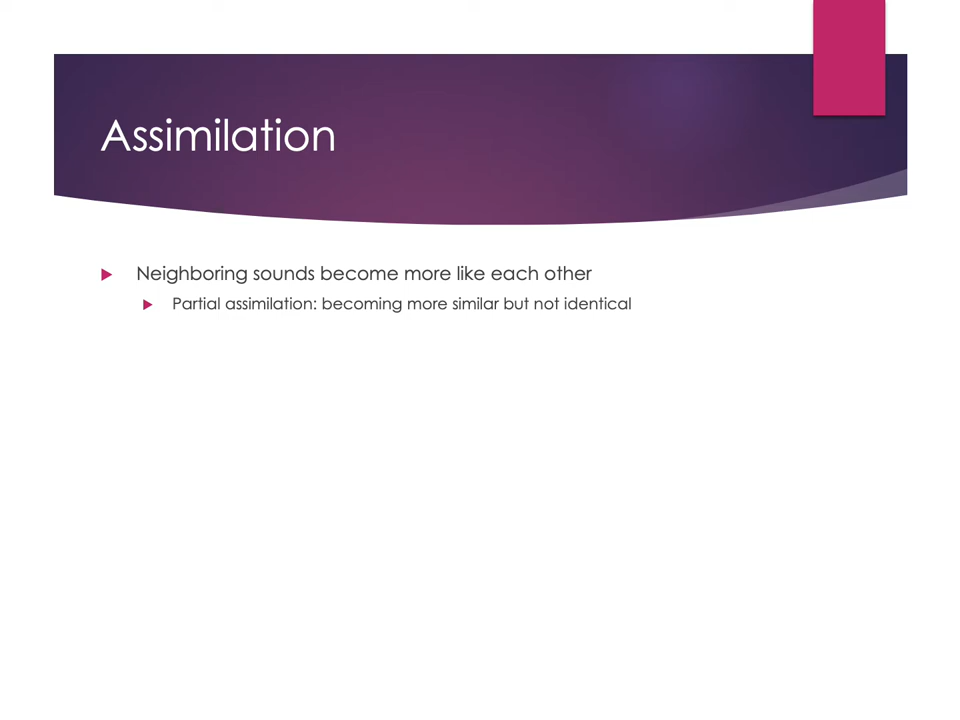 Assimilation
Neighboring sounds become more like each other
Partial assimilation: becoming more similar but not identical